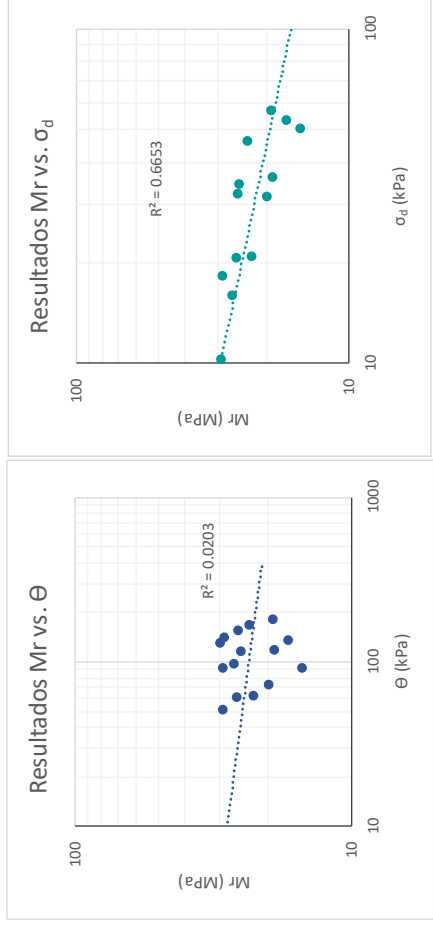 Resultados Mr vs. Θ
100
10
Mr (MPa)
R² = 0.0203
10
100
1000
Θ (kPa)
Resultados Mr vs. σd
100
10
Mr (MPa)
R² = 0.6653
10
100
σd (kPa)